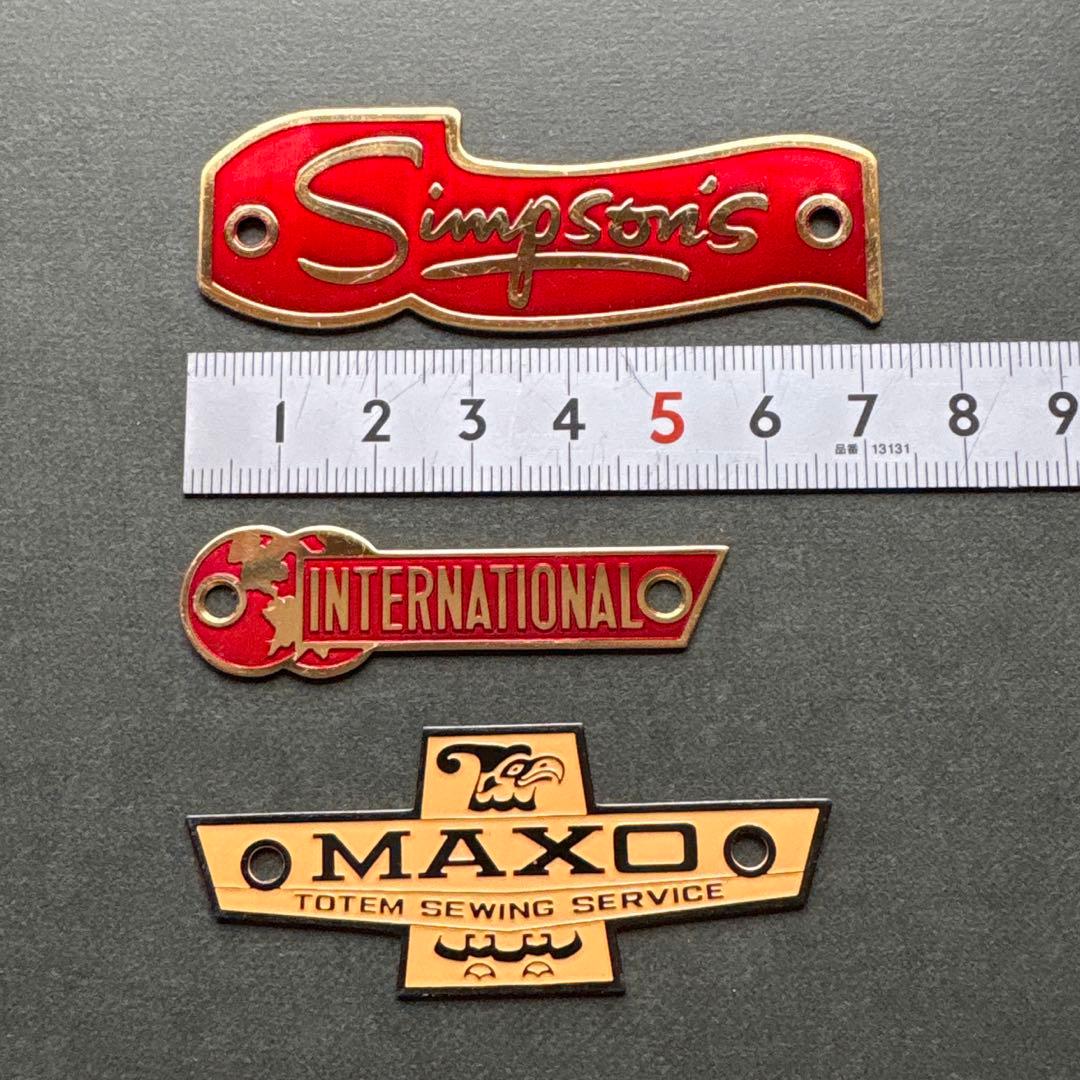 Simpson's
1 2 3 4 5 6 7 8 9
品番 13131
INTERNATIONAL
MAXO
TOTEM SEWING SERVICE